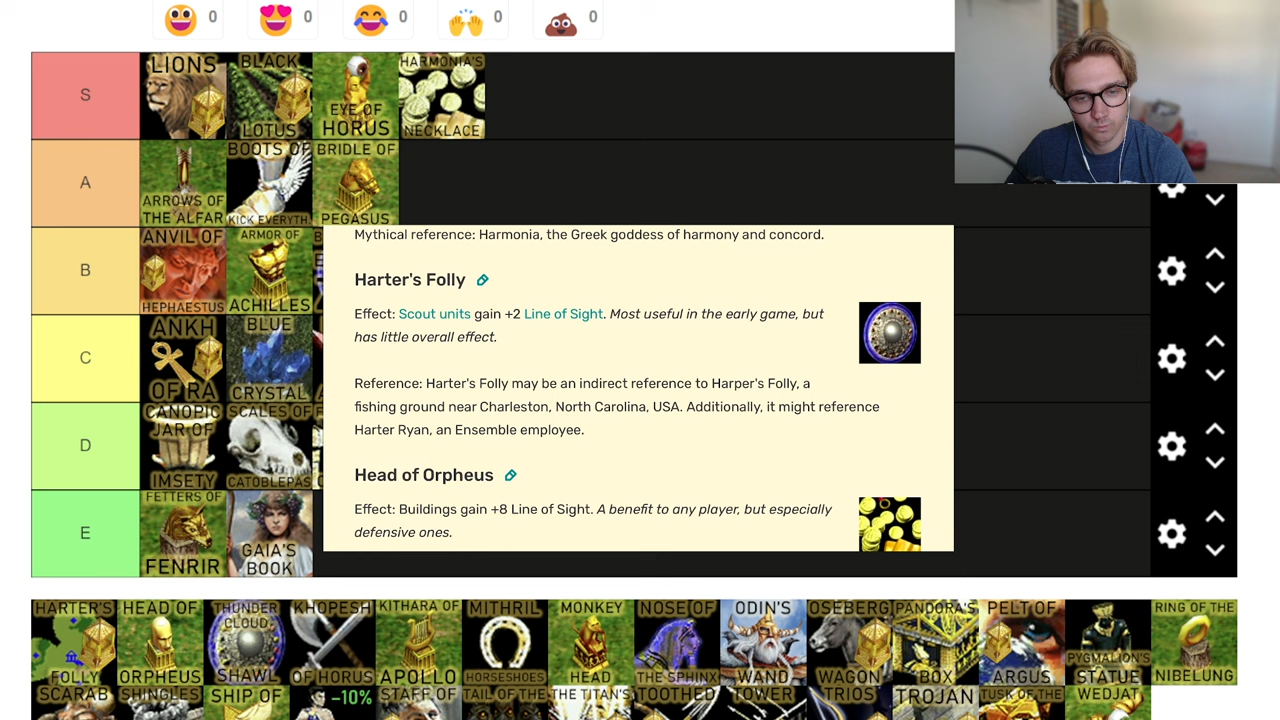 0 0 0 0 0
S
LIONS
BLACK LOTUS
EYE OF HORUS
HARMONIA'S NECKLACE
A
ARROWS OF THE ALFAR
BOOTS OF KICK EVERYTH
BRIDLE OF PEGASUS
B
ANVIL OF HEPHAESTUS
ARMOR OF ACHILLES
C
ANKH OF RA
BLUE CRYSTAL
D
CANOPIC JAR OF IMSETY
SCALES OF CATOBLEPAS
E
FETTERS OF FENRIR
GAIA'S BOOK
Mythical reference: Harmonia, the Greek goddess of harmony and concord.
Harter's Folly
Effect: Scout units gain +2 Line of Sight. Most useful in the early game, but
has little overall effect.
Reference: Harter's Folly may be an indirect reference to Harper's Folly, a
fishing ground near Charleston, North Carolina, USA. Additionally, it might reference
Harter Ryan, an Ensemble employee.
Head of Orpheus
Effect: Buildings gain +8 Line of Sight. A benefit to any player, but especially
defensive ones.
HARTER'S FOLLY
HEAD OF ORPHEUS
THUNDER CLOUD SHAWL
KHOPESH OF HORUS
KITHARA OF APOLLO
MITHRIL HORSESHOES
MONKEY HEAD
NOSE OF THE SPHINX
ODIN'S WAND
OSEBERG WAGON
PANDORA'S BOX
PELT OF ARGUS
PYGMALION'S STATUE
RING OF THE NIBELUNG
SCARAB
SHINGLES
SHIP OF
-10%
STAFF OF
TAIL OF THE
THE TITAN'S
TOOTHED
TOWER
TRIOS
TROJAN
TUSK OF THE
WEDJAT